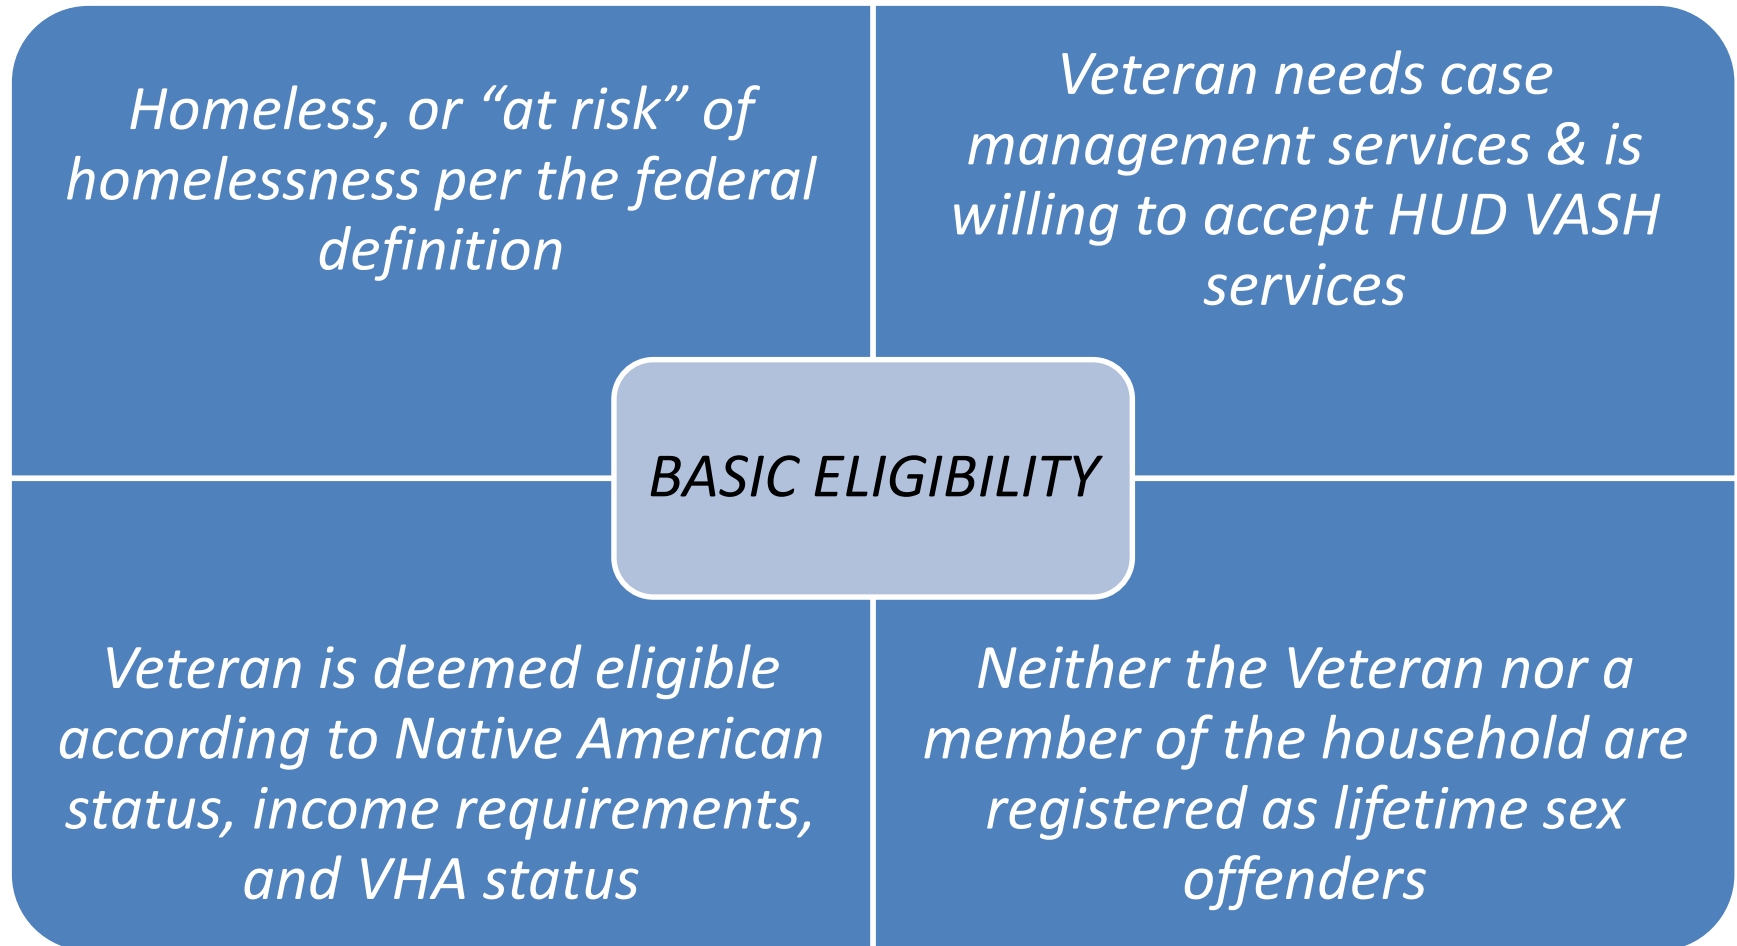 Homeless, or “at risk” of
homelessness per the federal
definition
Veteran needs case
management services & is
willing to accept HUD VASH
services
BASIC ELIGIBILITY
Veteran is deemed eligible
according to Native American
status, income requirements,
and VHA status
Neither the Veteran nor a
member of the household are
registered as lifetime sex
offenders